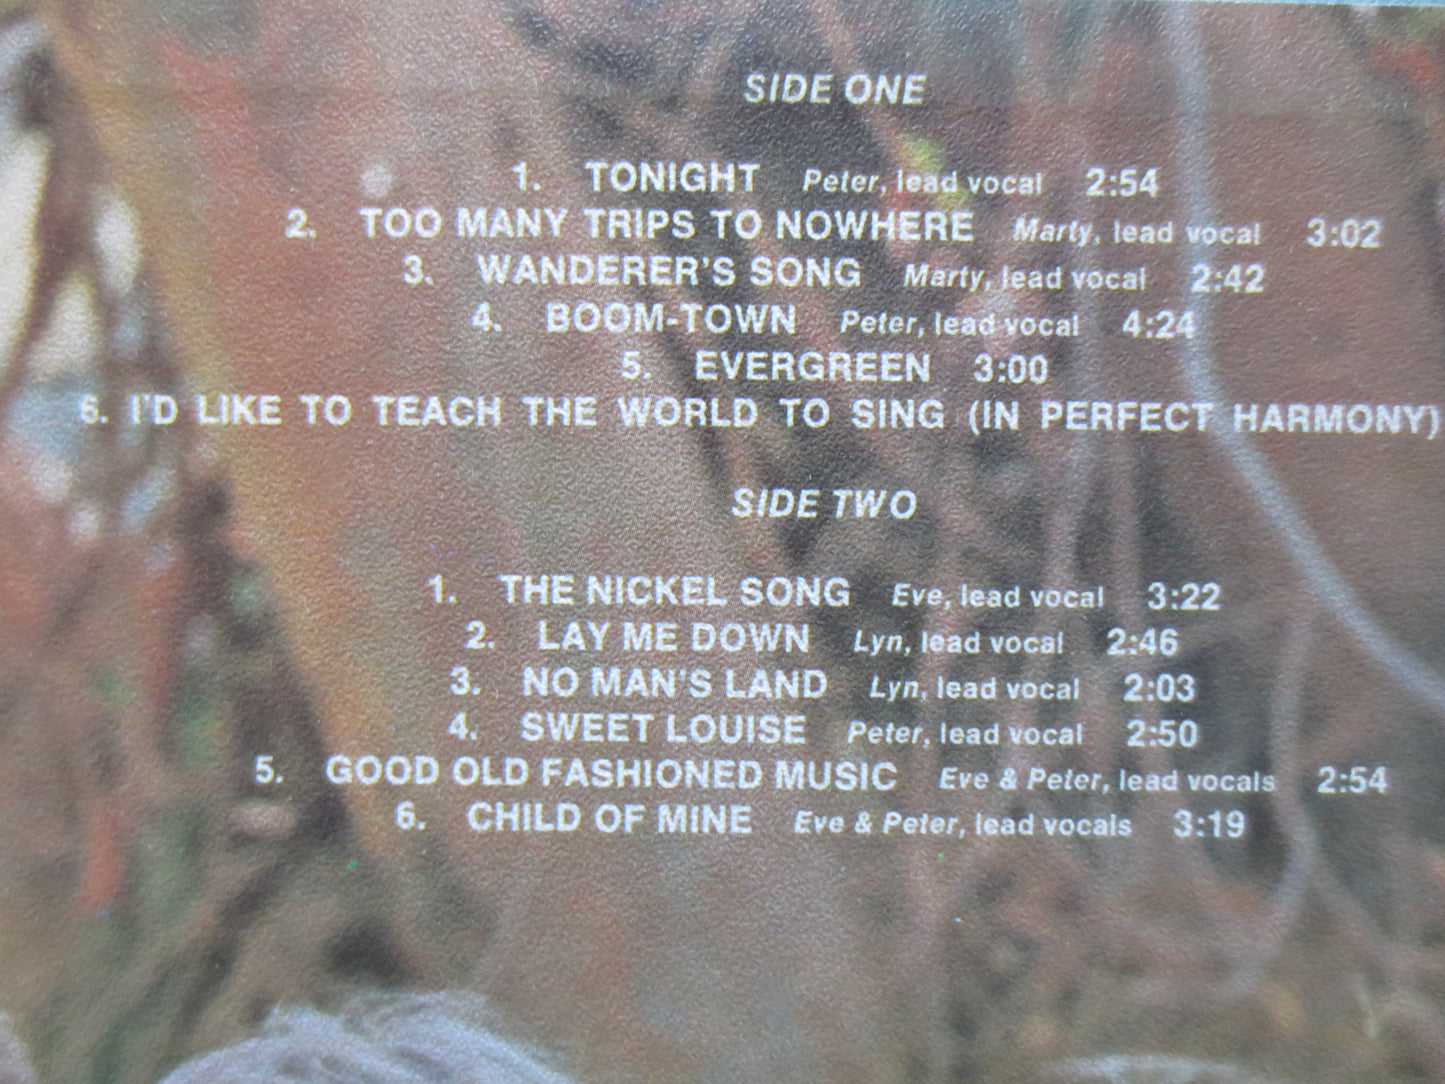 SIDE ONE
1. TONIGHT Peter, lead vocal 2:54
2. TOO MANY TRIPS TO NOWHERE Marty, lead vocal 3:02
3. WANDERER'S SONG Marty, lead vocal 2:42
4. BOOM-TOWN Peter, lead vocal 4:24
5. EVERGREEN 3:00
6. I'D LIKE TO TEACH THE WORLD TO SING (IN PERFECT HARMONY)
SIDE TWO
1. THE NICKEL SONG Eve, lead vocal 3:22
2. LAY ME DOWN Lyn, lead vocal 2:46
3. NO MAN'S LAND Lyn, lead vocal 2:03
4. SWEET LOUISE Peter, lead vocal 2:50
5. GOOD OLD FASHIONED MUSIC Eve & Peter, lead vocals 2:54
6. CHILD OF MINE Eve & Peter, lead vocals 3:19